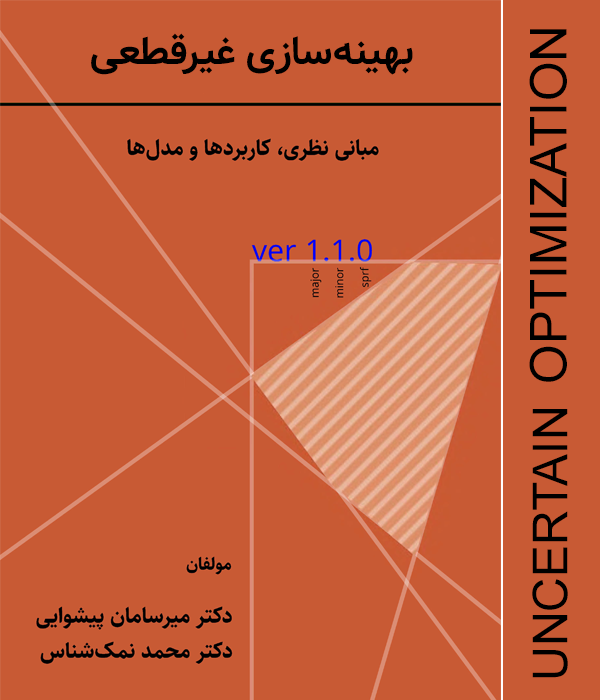 بهینه‌سازی غیرقطعی
مبانی نظری، کاربردها و مدل‌ها
ver 1.1.0
major
minor
sprf
مولفان
دکتر میرسامان پیشوایی
دکتر محمد نمک‌شناس
UNCERTAIN OPTIMIZATION